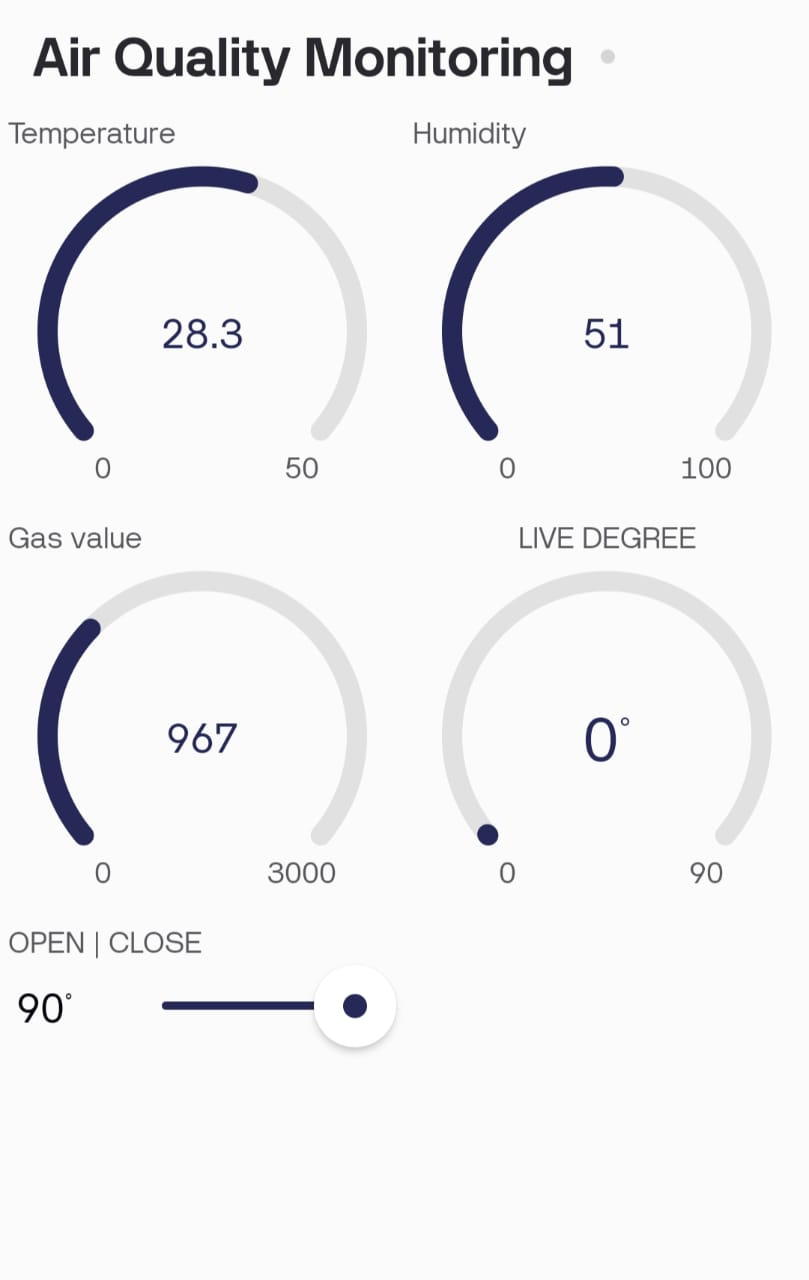 Air Quality Monitoring
Temperature
Humidity
28.3
51
0
50
0
100
Gas value
LIVE DEGREE
967
0°
0
3000
0
90
OPEN | CLOSE
90°